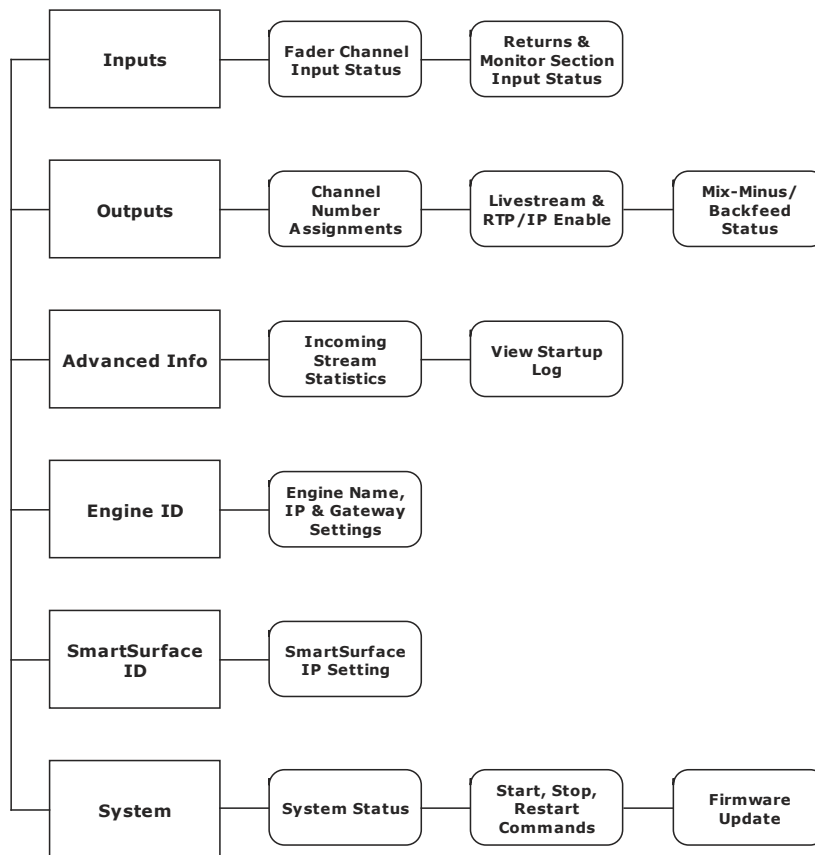 Inputs
Fader Channel
Input Status
Returns &
Monitor Section
Input Status
Outputs
Channel
Number
Assignments
Livestream &
RTP/IP Enable
Mix-Minus/
Backfeed
Status
Advanced Info
Incoming
Stream
Statistics
View Startup
Log
Engine ID
Engine Name,
IP & Gateway
Settings
SmartSurface
ID
SmartSurface
IP Setting
System
System Status
Start, Stop,
Restart
Commands
Firmware
Update